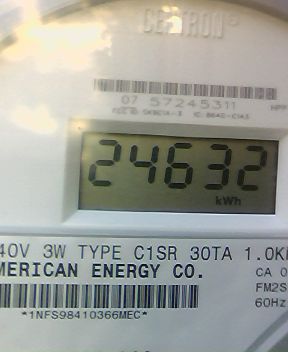 CENTRON®
07 57245311
24632
kWh
40V 3W TYPE C1SR 30TA 1.0K
MERICAN ENERGY CO.
CA 0
FM2S
60Hz
*1NFS98410366MEC*